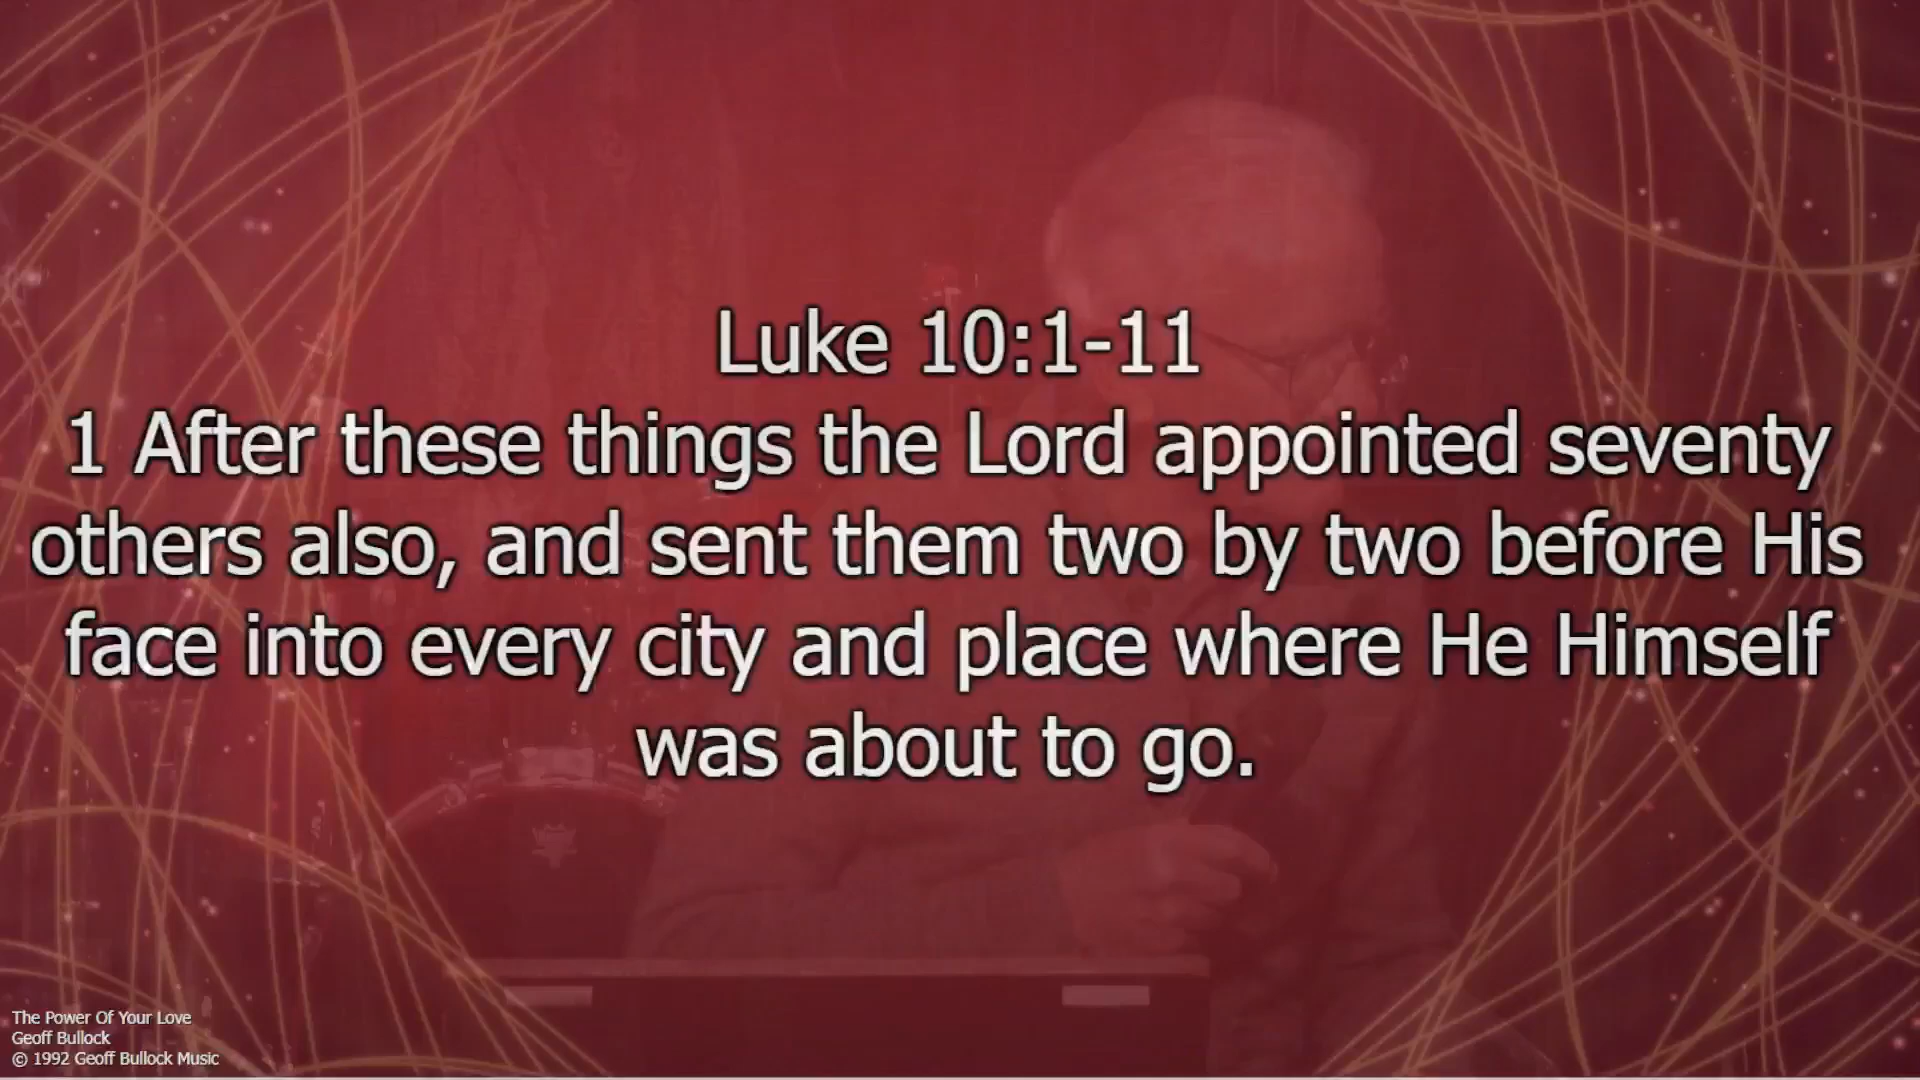 Luke 10:1-11
1 After these things the Lord appointed seventy
others also, and sent them two by two before His
face into every city and place where He Himself
was about to go.
The Power Of Your Love
Geoff Bullock
© 1992 Geoff Bullock Music